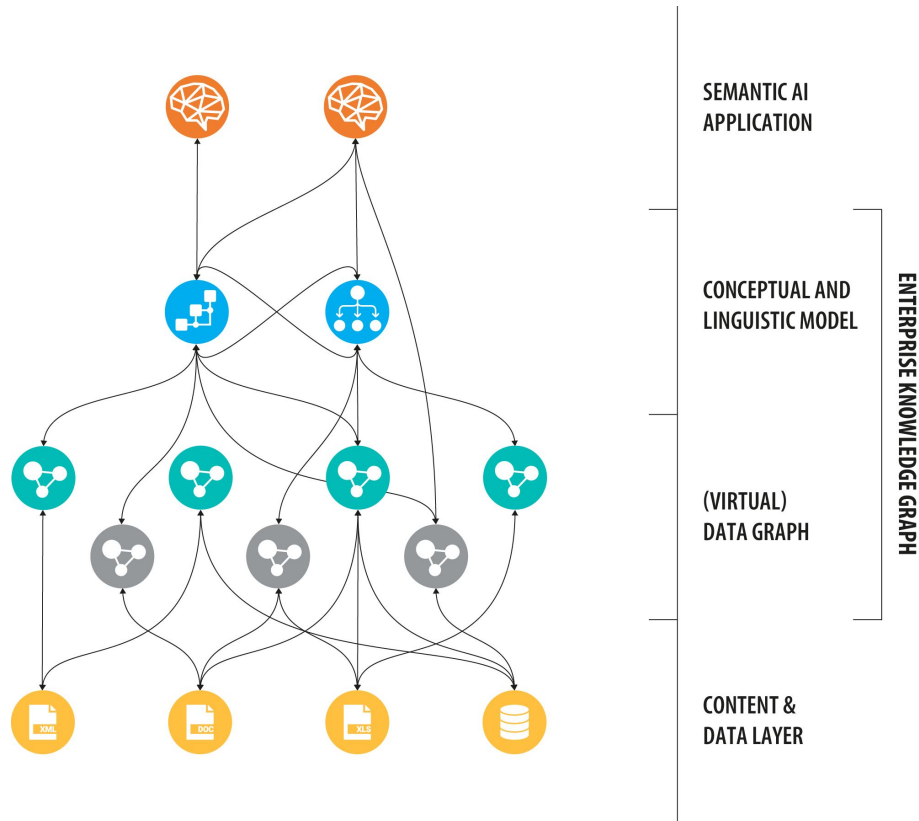 SEMANTIC AI
APPLICATION
CONCEPTUAL AND
LINGUISTIC MODEL
ENTERPRISE KNOWLEDGE GRAPH
(VIRTUAL)
DATA GRAPH
XML
DOC
XLS
CONTENT &
DATA LAYER